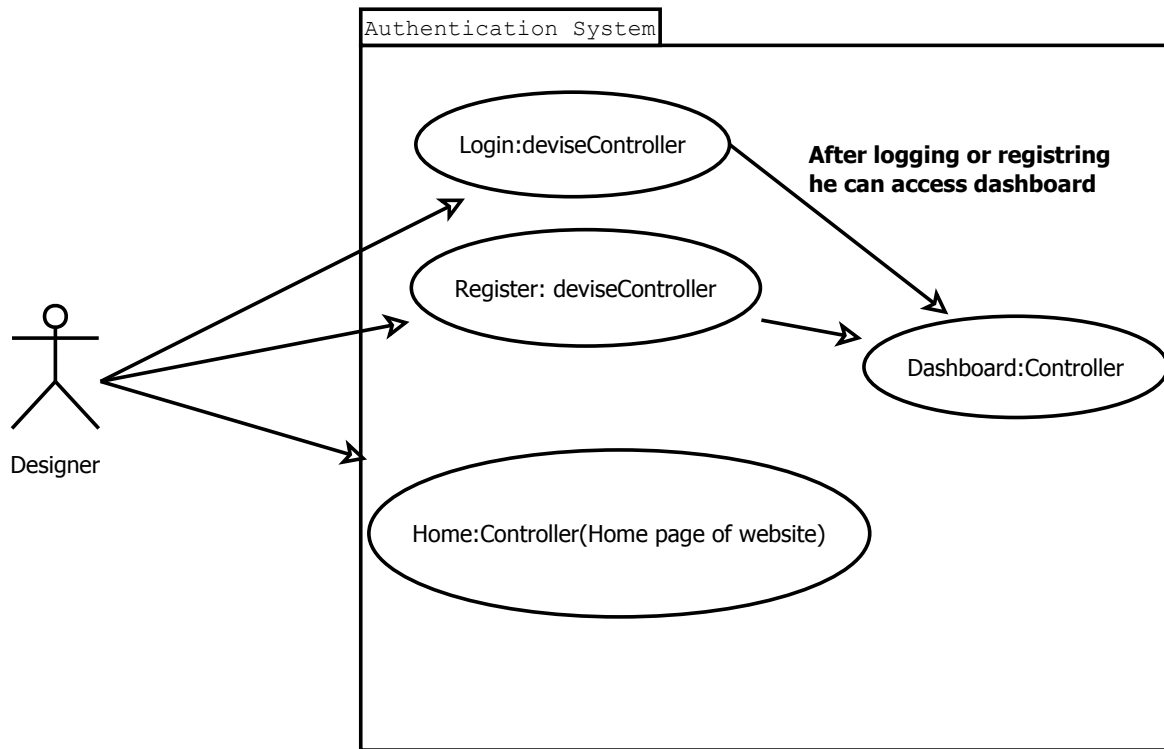 Authentication System
Login:deviseController
After logging or registring
he can access dashboard
Register: deviseController
Dashboard:Controller
Designer
Home:Controller(Home page of website)